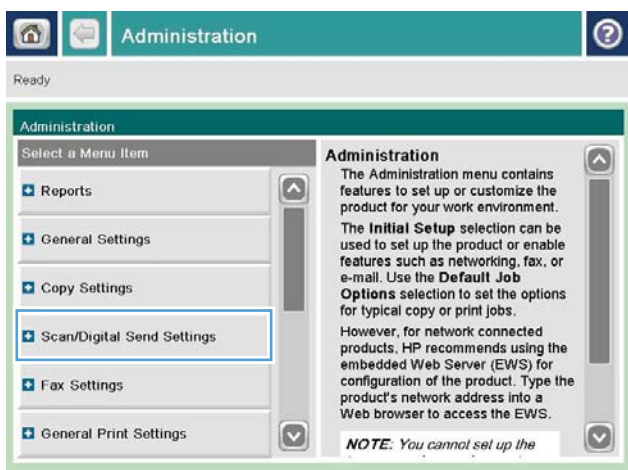 Administration
?
Ready
Administration
Select a Menu Item
Reports
General Settings
Copy Settings
Scan/Digital Send Settings
Fax Settings
General Print Settings
Administration
The Administration menu contains
features to set up or customize the
product for your work environment.
The Initial Setup selection can be
used to set up the product or enable
features such as networking, fax, or
e-mail. Use the Default Job
Options selection to set the options
for typical copy or print jobs.
However, for network connected
products, HP recommends using the
embedded Web Server (EWS) for
configuration of the product. Type the
product's network address into a
Web browser to access the EWS.
NOTE: You cannot set up the